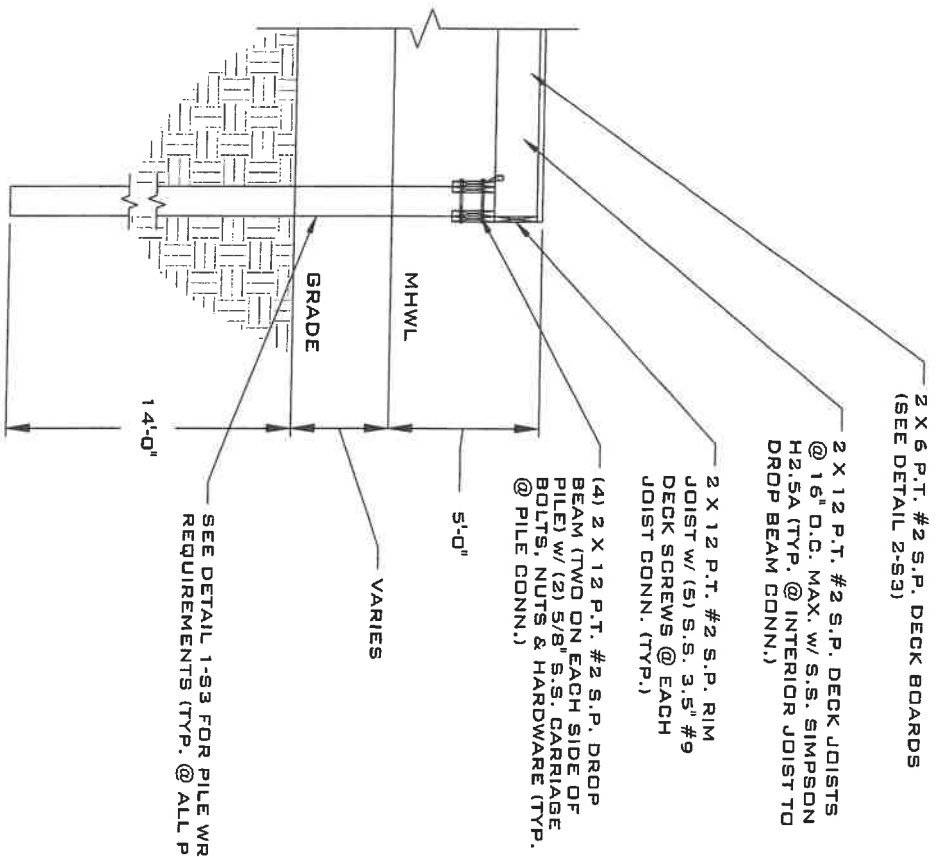 2 X 6 P.T. #2 S.P. DECK BOARDS
(SEE DETAIL 2-S3)
2 X 12 P.T. #2 S.P. DECK JOISTS
@ 16" O.C. MAX. W/ S.S. SIMPSON
H2.5A (TYP. @ INTERIOR JOIST TO
DROP BEAM CONN.)
2 X 12 P.T. #2 S.P. RIM
JOIST W/ (5) S.S. 3.5" #9
DECK SCREWS @ EACH
JOIST CONN. (TYP.)
(4) 2 X 12 P.T. #2 S.P. DROP
BEAM (TWO ON EACH SIDE OF
PILE) W/ (2) 5/8" S.S. CARRIAGE
BOLTS, NUTS & HARDWARE (TYP.
@ PILE CONN.)
5'-0"
MHWL
VARIES
GRADE
14'-0"
SEE DETAIL 1-S3 FOR PILE WR
REQUIREMENTS (TYP. @ ALL P